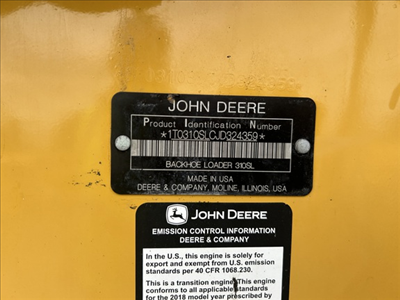 JOHN DEERE
Product Identification Number
*1T0310SLCJD324359*
BACKHOE LOADER 310SL
MADE IN USA
DEERE & COMPANY, MOLINE, ILLINOIS, USA
JOHN DEERE
EMISSION CONTROL INFORMATION
DEERE & COMPANY
In the U.S., this engine is solely for
export and exempt from U.S. emission
standards per 40 CFR 1068.230.
This engine conforms to this engine
conforms to all applicable standards
for the 2018 model year prescribed